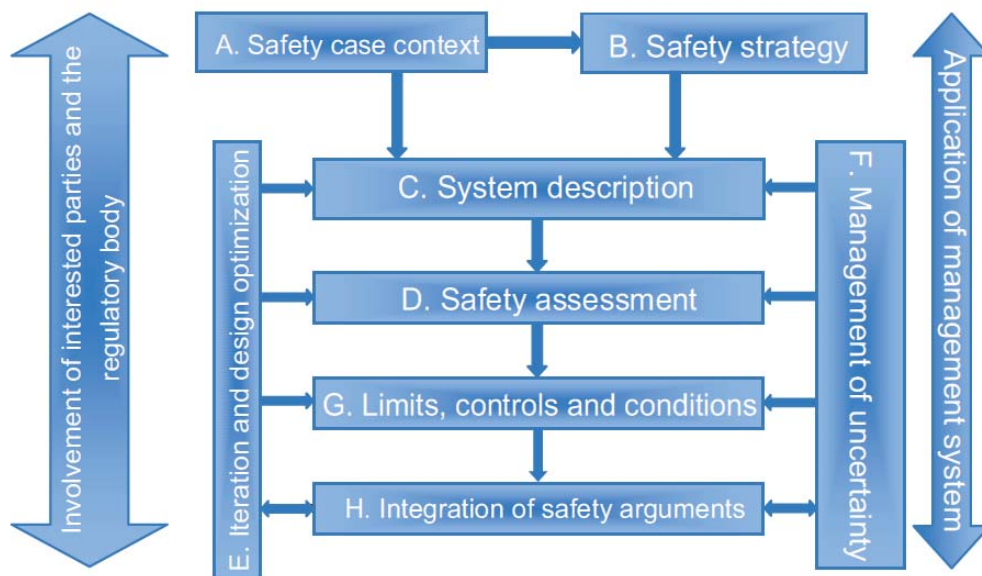 Involvement of interested parties and the
regulatory body
A. Safety case context
B. Safety strategy
Application of management system
E. Iteration and design optimization
C. System description
F. Management of uncertainty
D. Safety assessment
G. Limits, controls and conditions
H. Integration of safety arguments